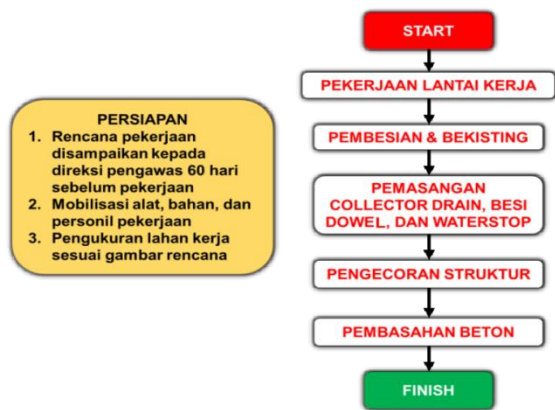 PERSIAPAN
1. Rencana pekerjaan
disampaikan kepada
direksi pengawas 60 hari
sebelum pekerjaan
2. Mobilisasi alat, bahan, dan
personil pekerjaan
3. Pengukuran lahan kerja
sesuai gambar rencana
START
PEKERJAAN LANTAI KERJA
PEMBESIAN & BEKISTING
PEMASANGAN
COLLECTOR DRAIN, BESI
DOWEL, DAN WATERSTOP
PENGECORAN STRUKTUR
PEMBASAHAN BETON
FINISH